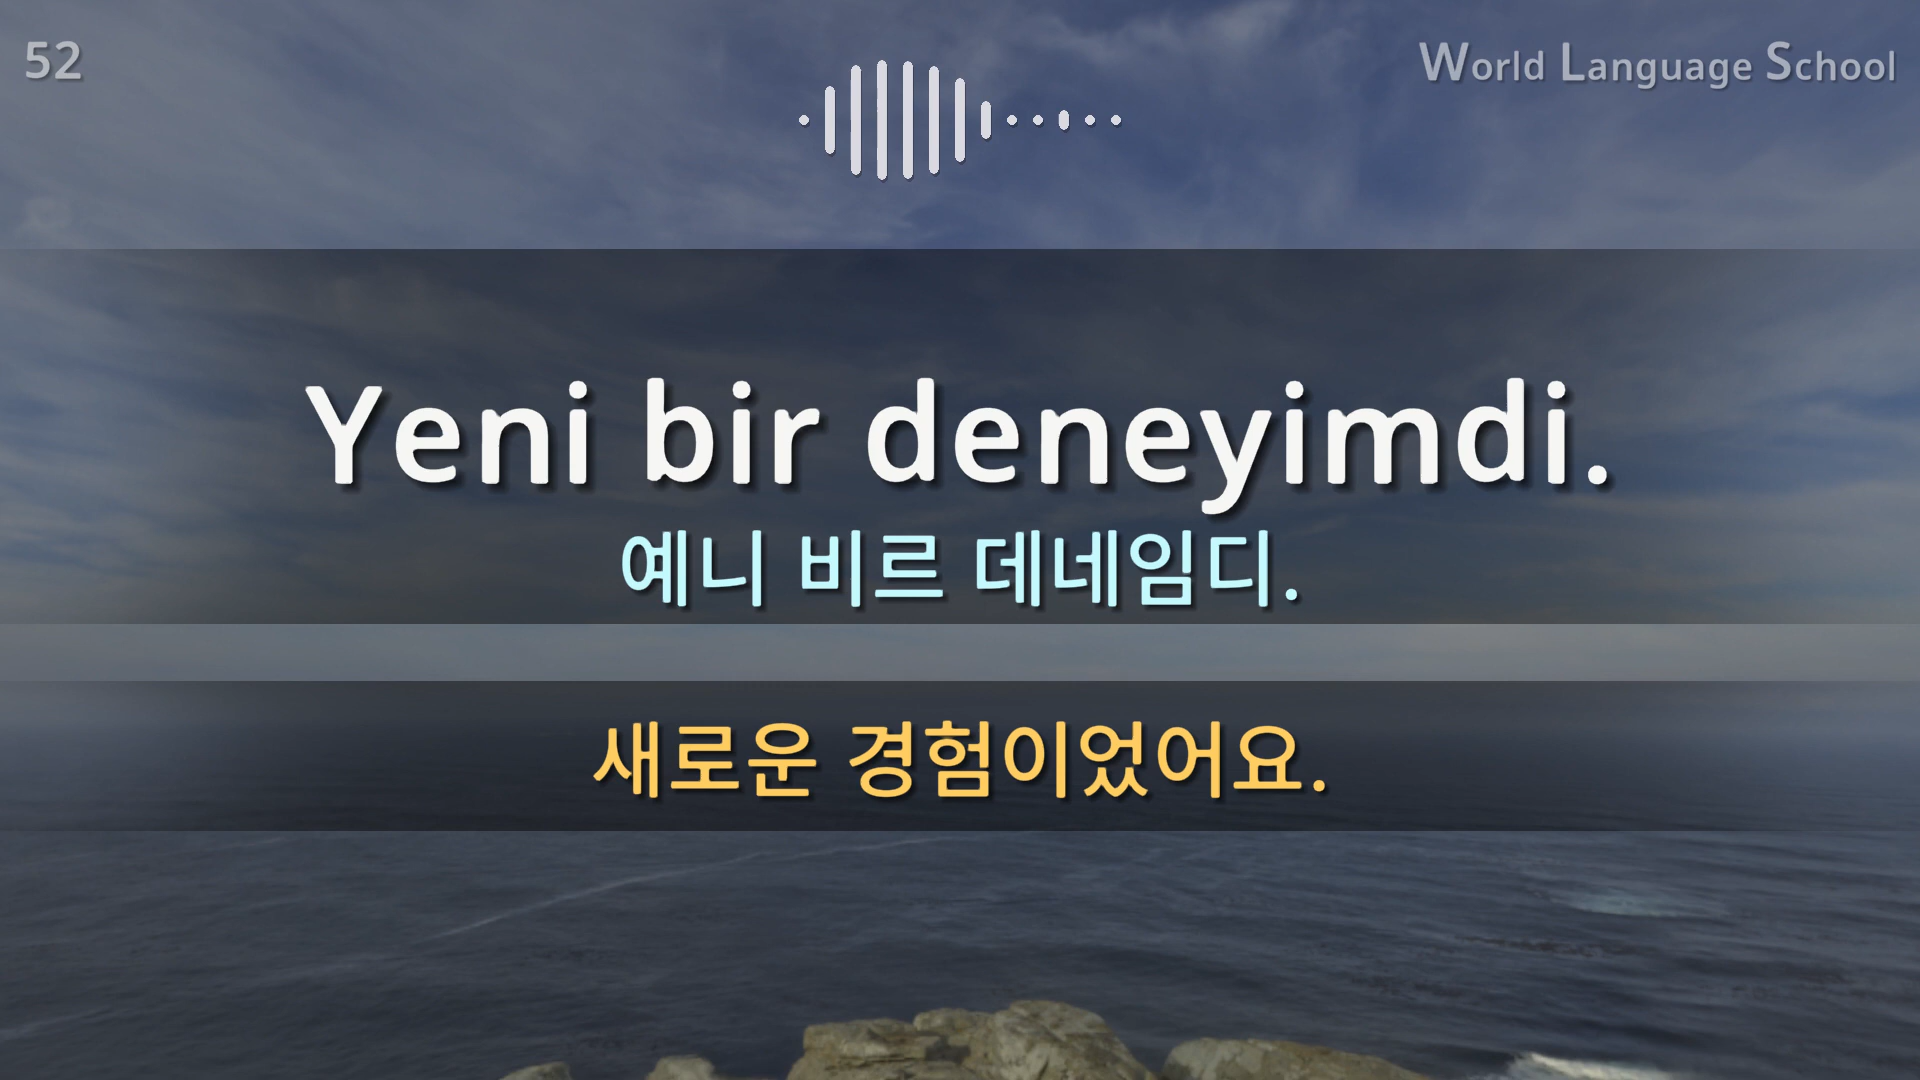 52
World Language School
Yeni bir deneyimdi.
예니 비르 데네임디.
새로운 경험이었어요.